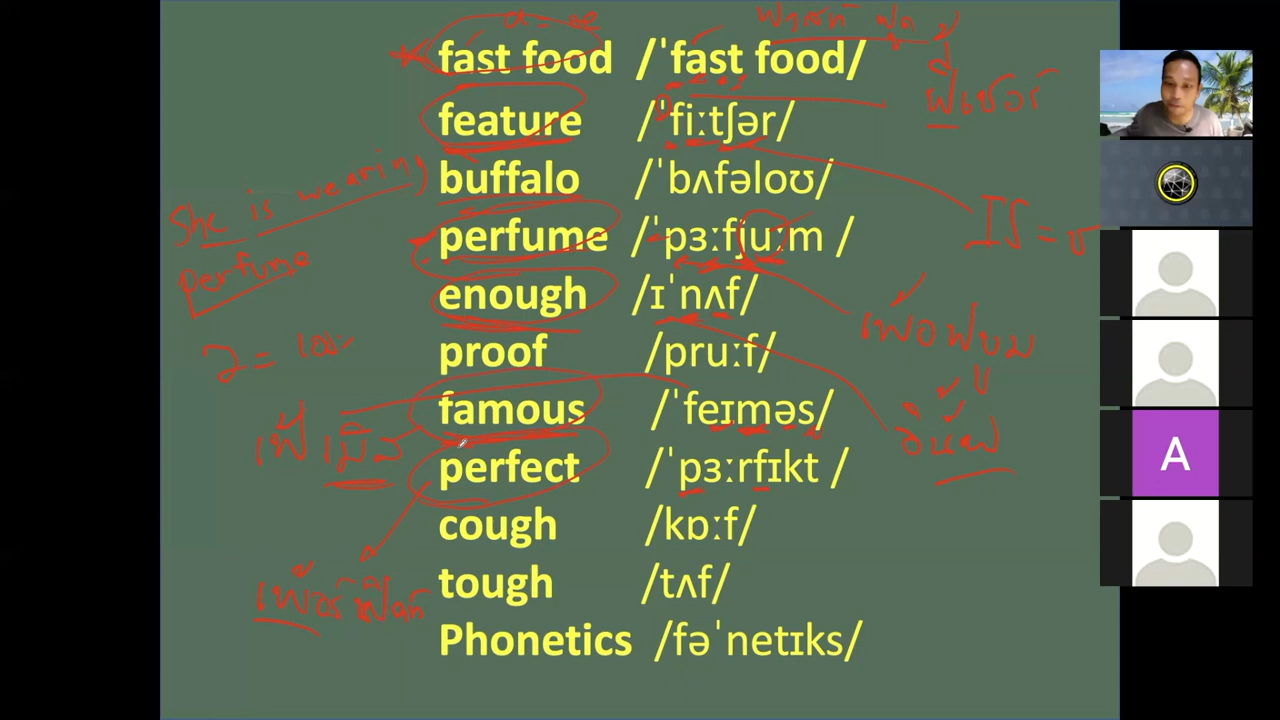 fast food /ˈfast food/
feature /ˈfiːtʃər/
buffalo /ˈbʌfəloʊ/
perfume /ˈpɜːfjuːm /
enough /ɪˈnʌf/
proof /pruːf/
famous /ˈfeɪməs/
perfect /ˈpɜːrfɪkt /
cough /kɒːf/
tough /tʌf/
Phonetics /fəˈnetɪks/
She is wearing
perfume
A